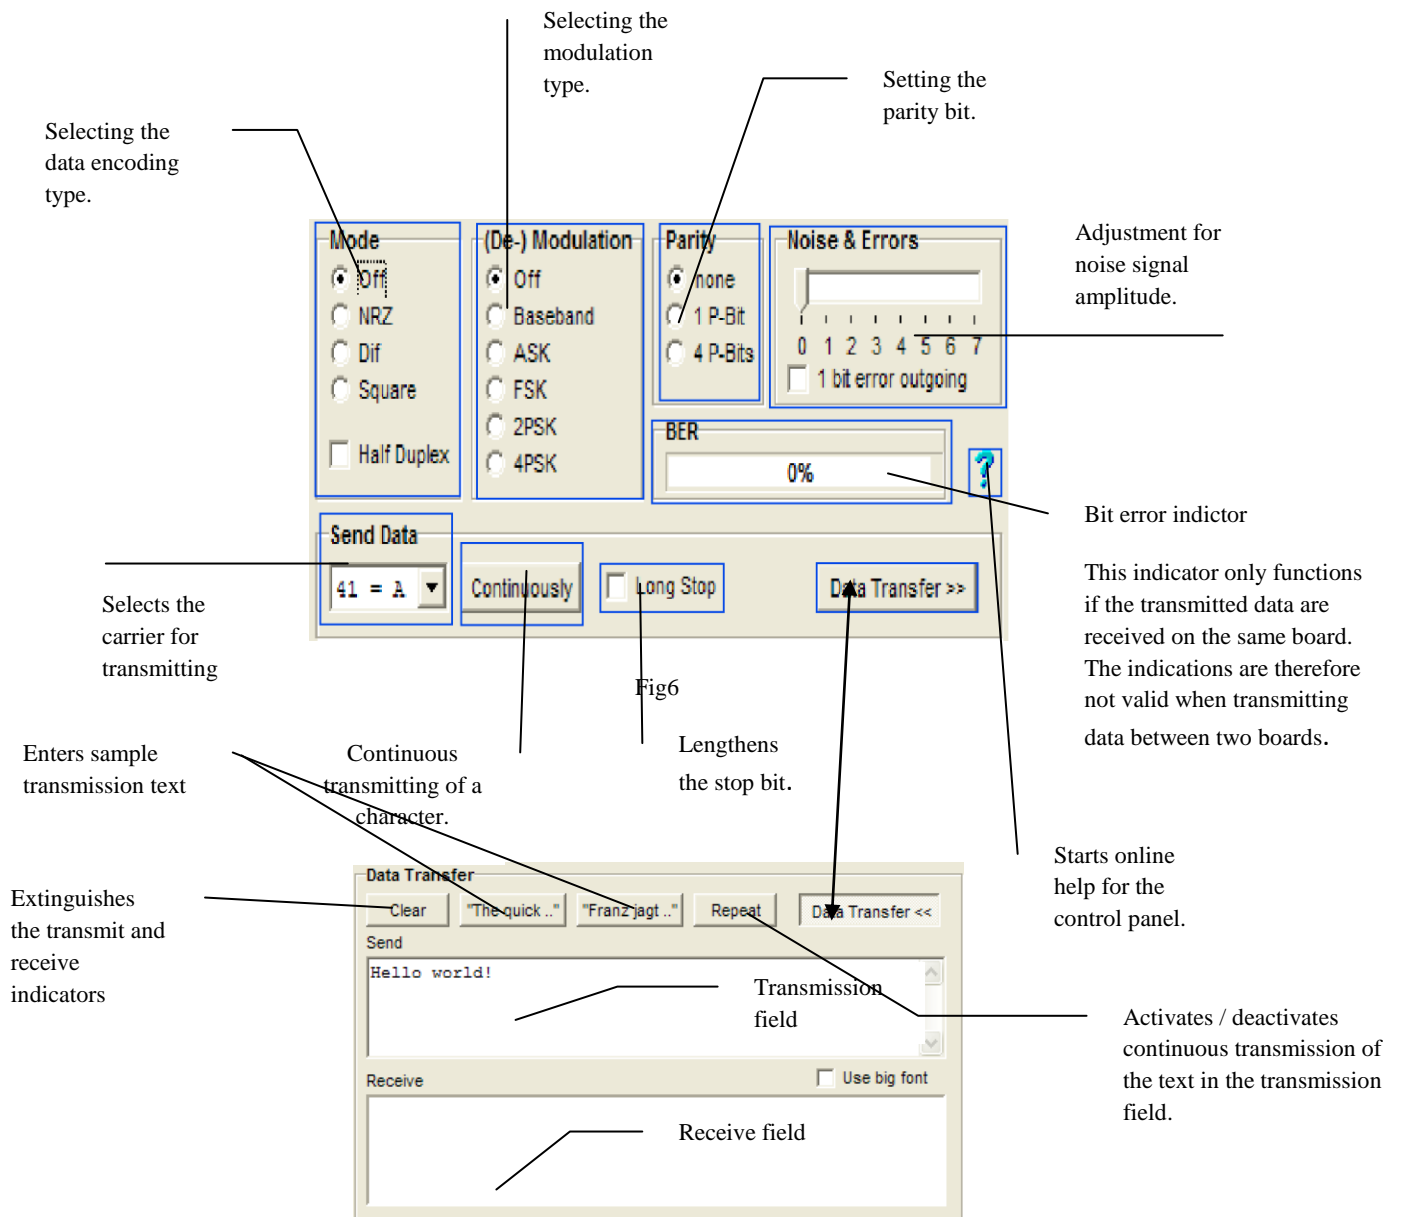 Selecting the
modulation
type.
Setting the
parity bit.
Selecting the
data encoding
type.
Adjustment for
noise signal
amplitude.
Mode
Off
NRZ
Dif
Square
Half Duplex
(De-) Modulation
Off
Baseband
ASK
FSK
2PSK
4PSK
Parity
none
1 P-Bit
4 P-Bits
Noise & Errors
0 1 2 3 4 5 6 7
1 bit error outgoing
BER
0%
?
Bit error indictor
This indicator only functions
if the transmitted data are
received on the same board.
The indications are therefore
not valid when transmitting
data between two boards.
Send Data
41 = A
Continuously
Long Stop
Data Transfer >>
Selects the
carrier for
transmitting
Fig6
Enters sample
transmission text
Continuous
transmitting of a
character.
Lengthens
the stop bit.
Starts online
help for the
control panel.
Extinguishes
the transmit and
receive
indicators
Data Transfer
Clear
"The quick .."
"Franz jagt .."
Repeat
Data Transfer <<
Send
Hello world!
Transmission
field
Activates / deactivates
continuous transmission of
the text in the transmission
field.
Receive
Use big font
Receive field